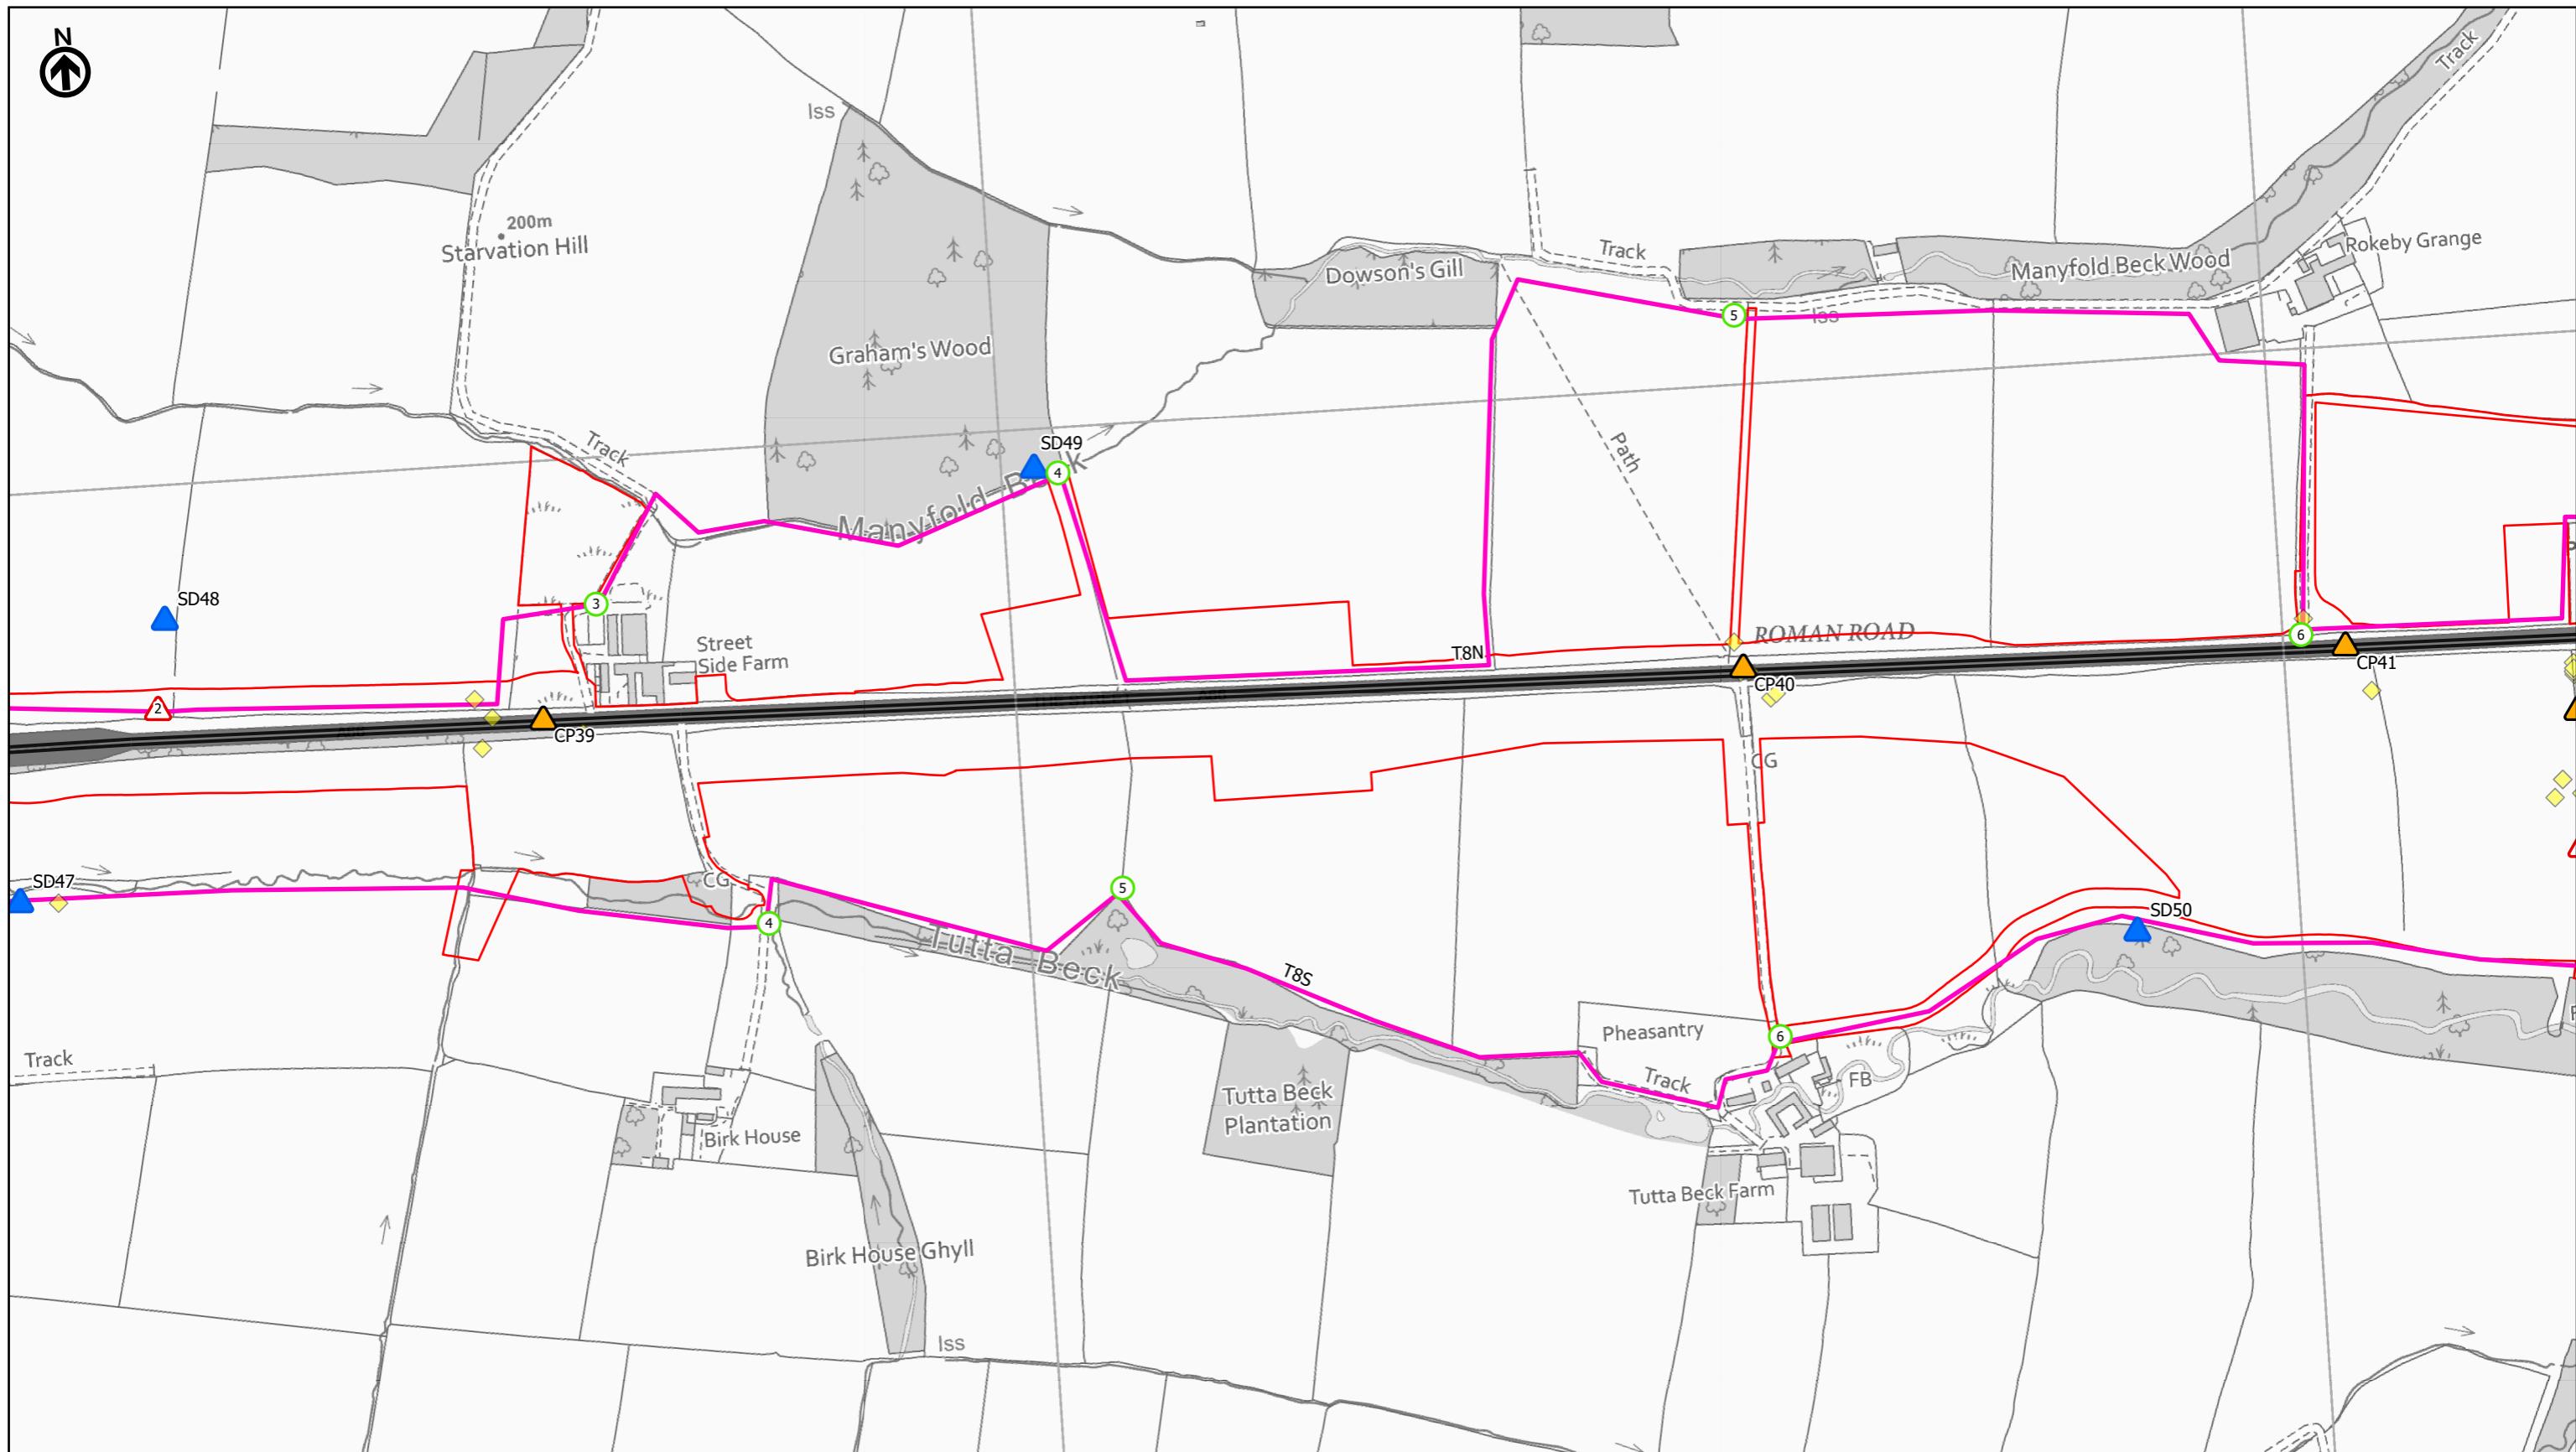 N
Track
Iss
200m
Starvation Hill
Track
Rokeby Grange
Dowson's Gill
Manyfold Beck Wood
Iss
Graham's Wood
Track
SD49
4
5
Path
Manyfold Beck
SD48
3
Street
Side Farm
T8N
ROMAN ROAD
6
CP41
2
CP40
CP39
CG
SD47
CG
4
5
SD50
Tutta Beck
T8S
Pheasantry
6
Track
Track
FB
Tutta Beck
Plantation
Birk House
Tutta Beck Farm
Birk House Ghyll
Iss